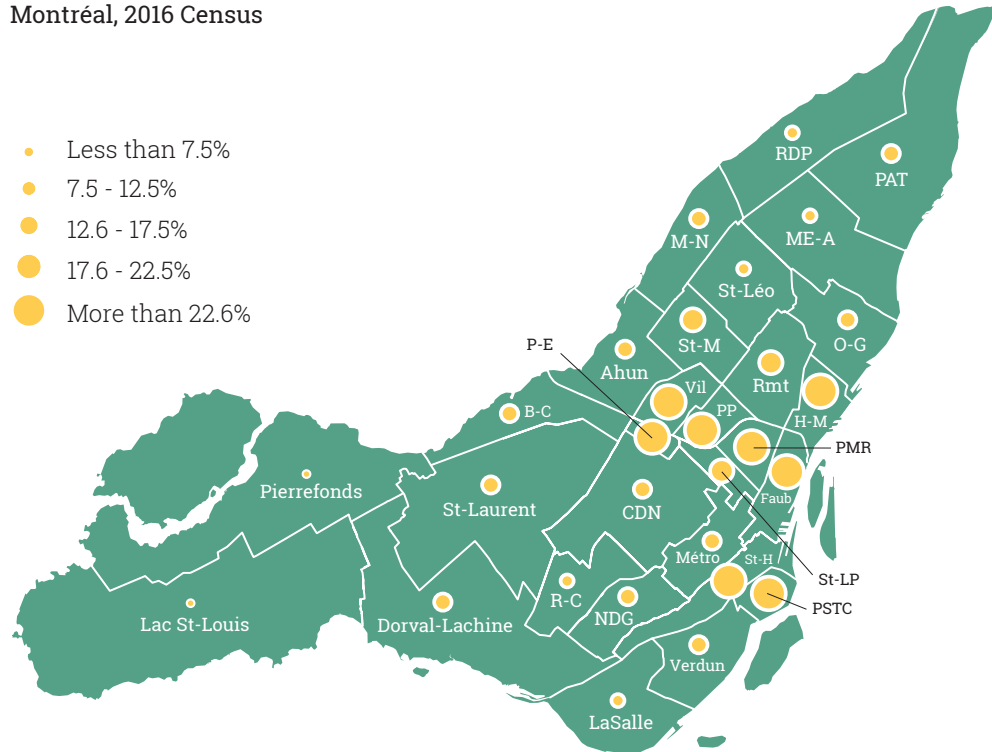 Montréal, 2016 Census
Less than 7.5%
7.5 - 12.5%
12.6 - 17.5%
17.6 - 22.5%
More than 22.6%
RDP
PAT
M-N
ME-A
St-Léo
St-M
O-G
P-E
Ahun
Vil
Rmt
B-C
PP
H-M
PMR
Pierrefonds
St-Laurent
CDN
Faub
Métro
St-H
St-LP
R-C
NDG
PSTC
Lac St-Louis
Dorval-Lachine
Verdun
LaSalle